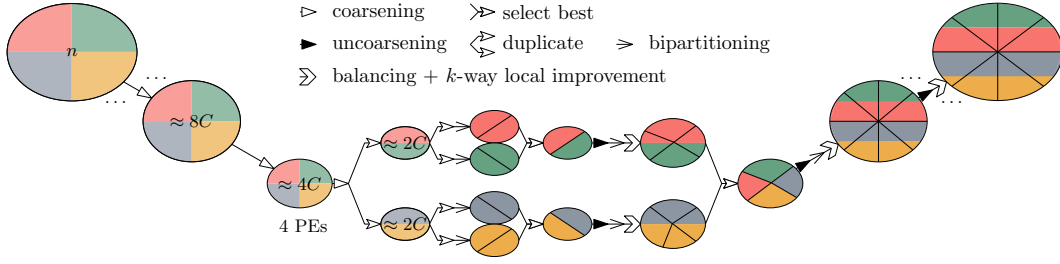 coarsening
select best
uncoarsening
duplicate
bipartitioning
balancing + k-way local improvement
n
...
...
≈ 8C
≈ 4C
4 PEs
≈ 2C
≈ 2C
...
...